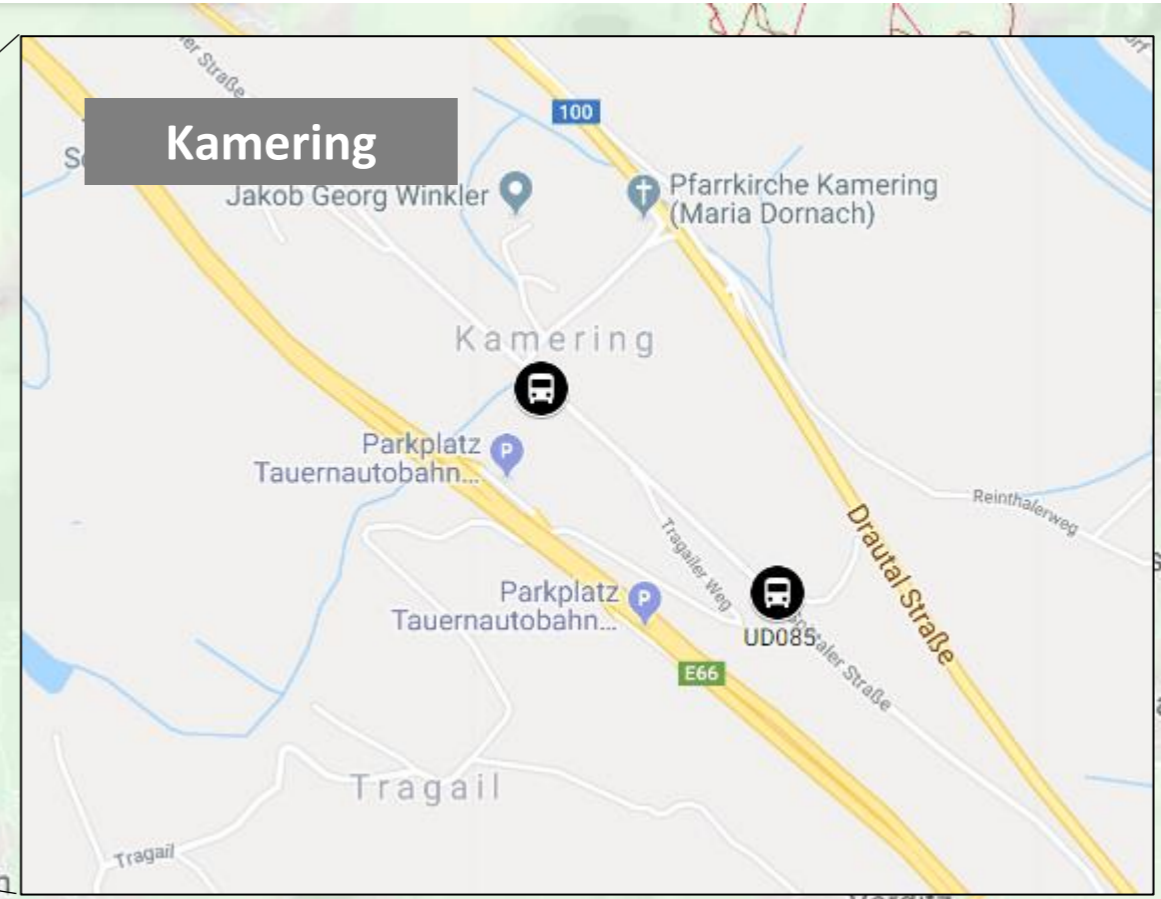 Kamering
100
Jakob Georg Winkler
Pfarrkirche Kamering
(Maria Dornach)
Kamering
Parkplatz
Tauernautobahn...
Reinthalerweg
Drautal Straße
Tragailer Weg
Parkplatz
Tauernautobahn...
UD085
E66
Straße
Tragail
Tragail